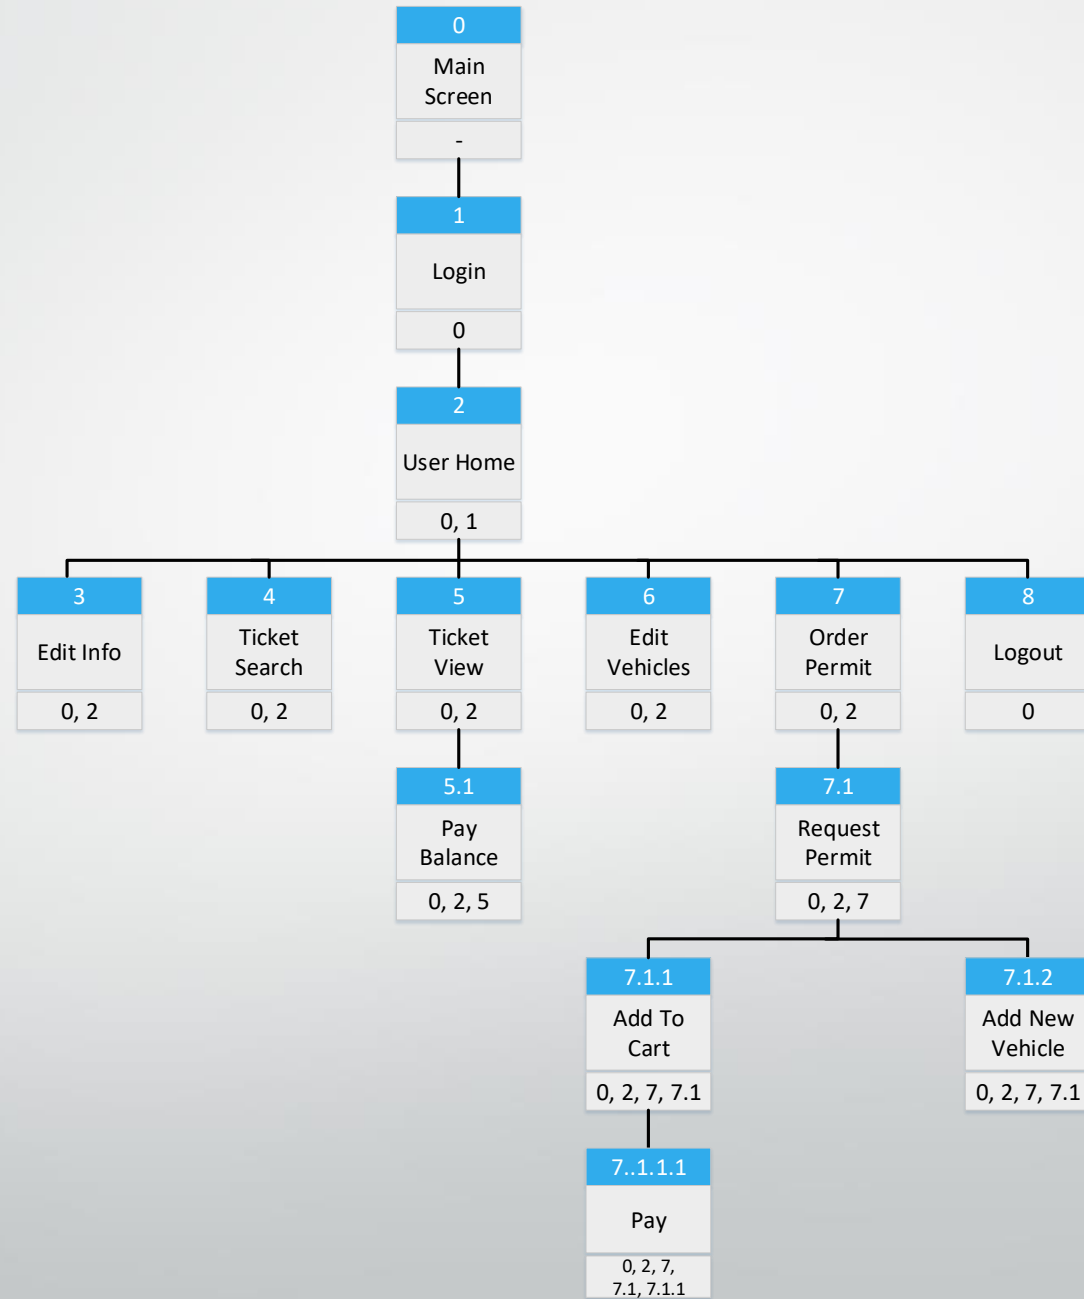 0
Main
Screen
-
1
Login
0
2
User Home
0, 1
3
Edit Info
0, 2
4
Ticket
Search
0, 2
5
Ticket
View
0, 2
6
Edit
Vehicles
0, 2
7
Order
Permit
0, 2
8
Logout
0
5.1
Pay
Balance
0, 2, 5
7.1
Request
Permit
0, 2, 7
7.1.1
Add To
Cart
0, 2, 7, 7.1
7.1.2
Add New
Vehicle
0, 2, 7, 7.1
7..1.1.1
Pay
0, 2, 7,
7.1, 7.1.1